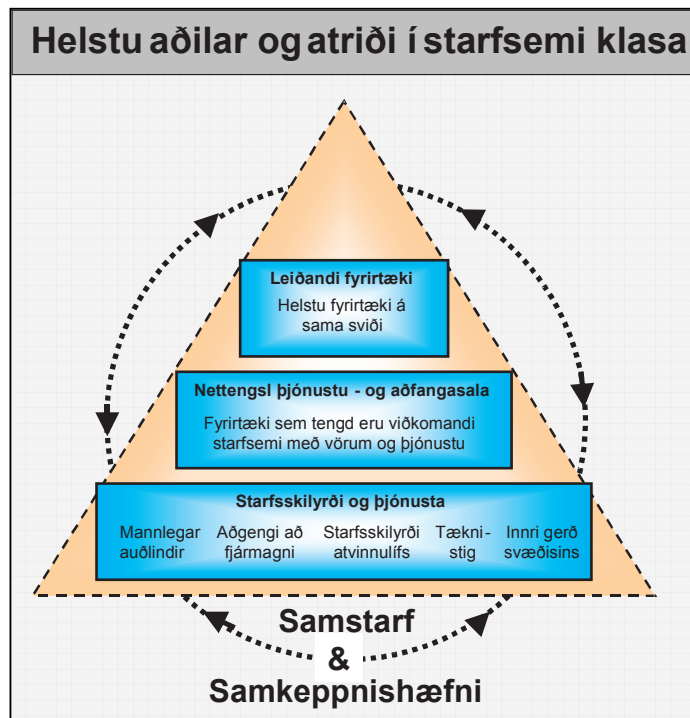 Helstu aðilar og atriði í starfsemi klasa
Leiðandi fyrirtæki
Helstu fyrirtæki á
sama sviði
Nettengsl þjónustu - og aðfangasala
Fyrirtæki sem tengd eru viðkomandi
starfsemi með vörum og þjónustu
Starfsskilyrði og þjónusta
Mannlegar
auðlindir
Aðgengi að
fjármagni
Starfsskilyrði
atvinnulífs
Tækni-
stig
Innri gerð
svæðisins
Samstarf
&
Samkeppnishæfni